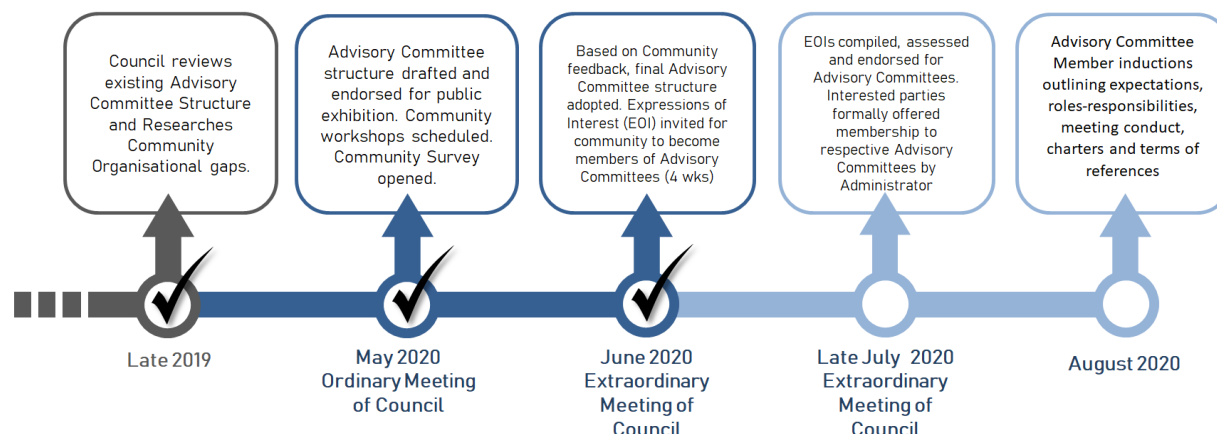 Council reviews
existing Advisory
Committee Structure
and Researches
Community
Organisational gaps.
Advisory Committee
structure drafted and
endorsed for public
exhibition. Community
workshops scheduled.
Community Survey
opened.
Based on Community
feedback, final Advisory
Committee structure
adopted. Expressions of
Interest (EOI) invited for
community to become
members of Advisory
Committees (4 wks)
EOIs compiled, assessed
and endorsed for
Advisory Committees.
Interested parties
formally offered
membership to
respective Advisory
Committees by
Administrator
Advisory Committee
Member inductions
outlining expectations,
roles-responsibilities,
meeting conduct,
charters and terms of
references
Late 2019
May 2020
Ordinary Meeting
of Council
June 2020
Extraordinary
Meeting of
Council
Late July 2020
Extraordinary
Meeting of
Council
August 2020